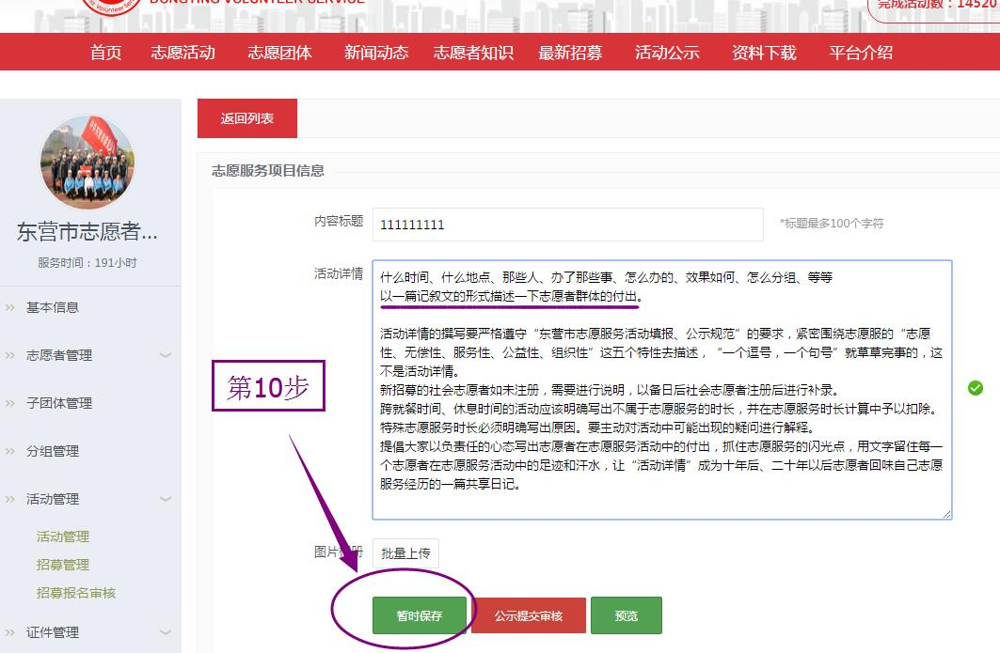 DONGYING VOLUNTEER SERVICE
完成活动数：14520
首页 志愿活动 志愿团体 新闻动态 志愿者知识 最新招募 活动公示 资料下载 平台介绍
返回列表
东营市志愿者...
服务时间：191小时
基本信息
志愿者管理
子团体管理
分组管理
活动管理
活动管理
招募管理
招募报名审核
证件管理
志愿服务项目信息
内容标题
111111111
*标题最多100个字符
活动详情
什么时间、什么地点、那些人、办了那些事、怎么办的、效果如何、怎么分组、等等
以一篇记叙文的形式描述一下志愿者群体的付出。
活动详情的撰写要严格遵守“东营市志愿服务活动填报、公示规范”的要求，紧密围绕志愿服的“志愿
性、无偿性、服务性、公益性、组织性”这五个特性去描述，“一个逗号，一个句号”就草草完事的，这
不是活动详情。
新招募的社会志愿者如未注册，需要进行说明，以备日后社会志愿者注册后进行补录。
跨就餐时间、休息时间的活动应该明确写出不属于志愿服务的时长，并在志愿服务时长计算中予以扣除。
特殊志愿服务时长必须明确写出原因。要主动对活动中可能出现的疑问进行解释。
提倡大家以负责任的心态写出志愿者在志愿服务活动中的付出，抓住志愿服务的闪光点，用文字留住每一
个志愿者在志愿服务活动中的足迹和汗水，让“活动详情”成为十年后、二十年以后志愿者回味自己志愿
服务经历的一篇共享日记。
第10步
图片 册
批量上传
暂时保存 公示提交审核 预览